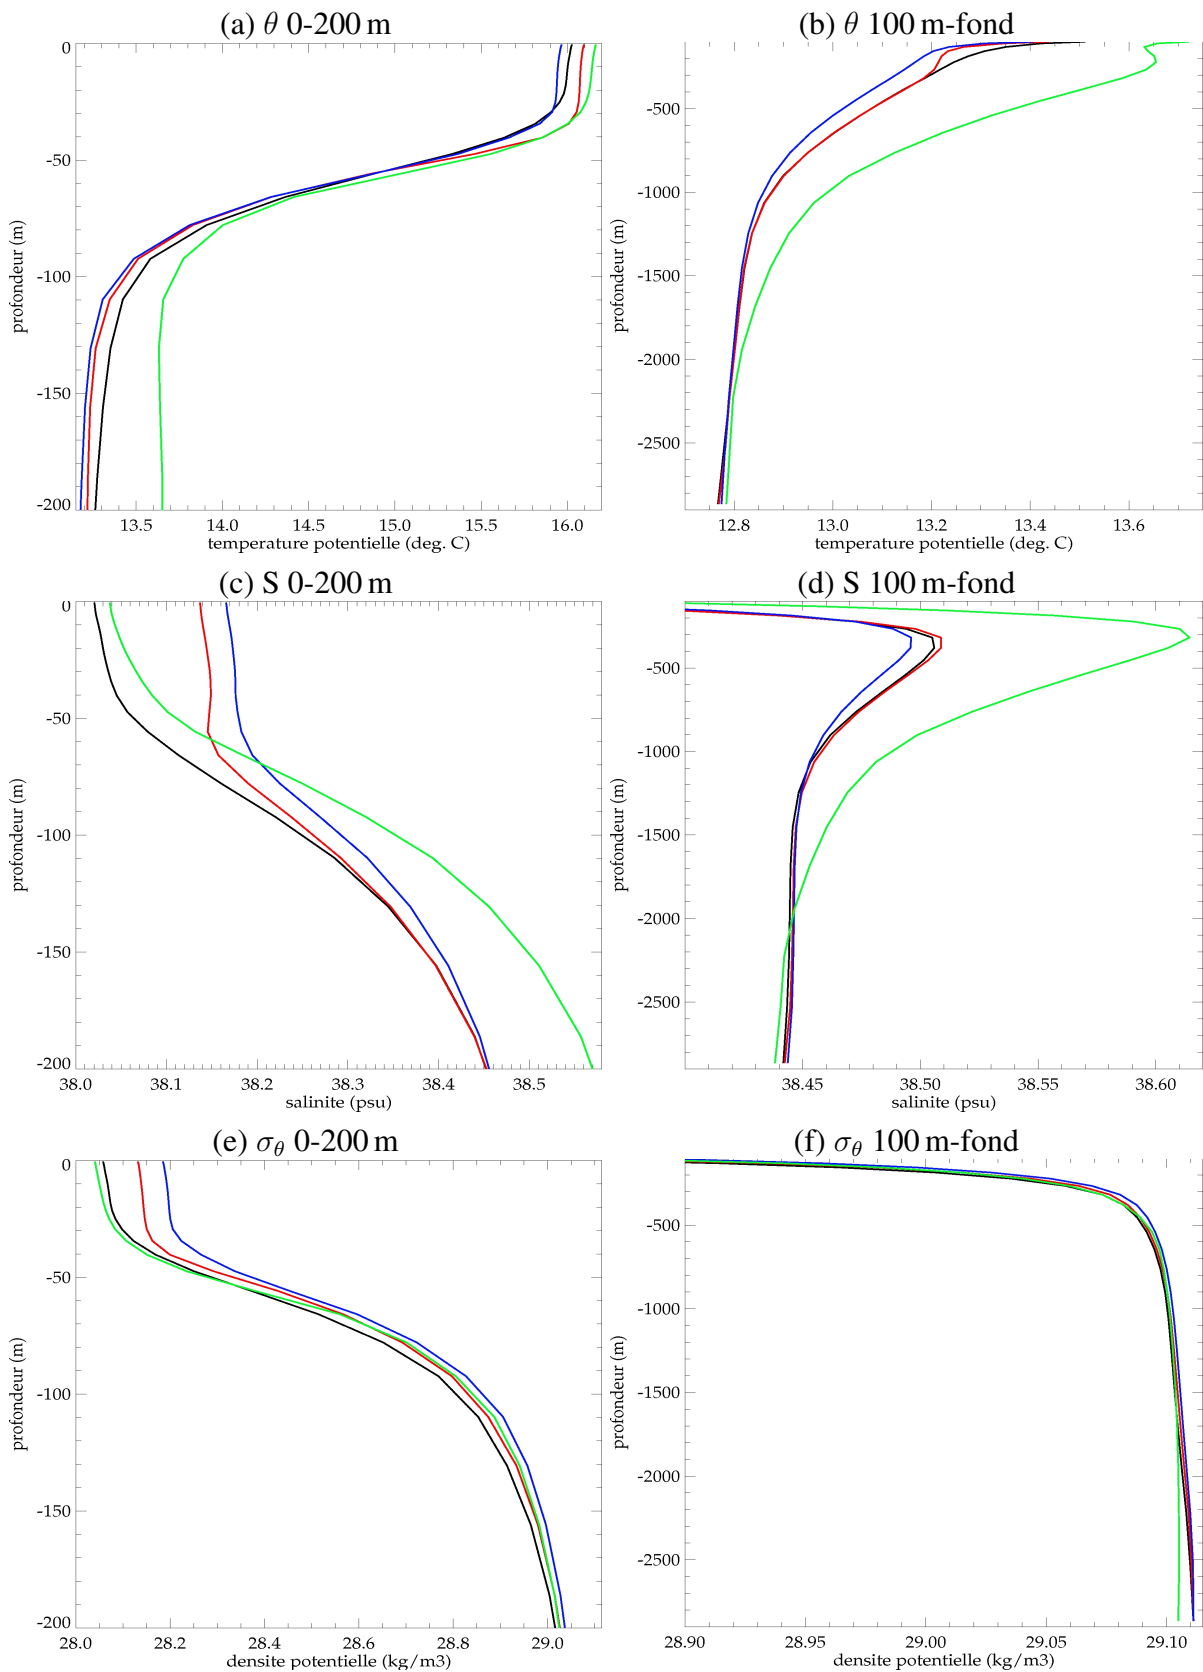 (a) θ 0-200 m
0
-50
-100
-150
-200
profondeur (m)
13.5 14.0 14.5 15.0 15.5 16.0
temperature potentielle (deg. C)
(b) θ 100 m-fond
-500
-1000
-1500
-2000
-2500
profondeur (m)
12.8 13.0 13.2 13.4 13.6
temperature potentielle (deg. C)
(c) S 0-200 m
0
-50
-100
-150
-200
profondeur (m)
38.0 38.1 38.2 38.3 38.4 38.5
salinite (psu)
(d) S 100 m-fond
-500
-1000
-1500
-2000
-2500
profondeur (m)
38.45 38.50 38.55 38.60
salinite (psu)
(e) σθ 0-200 m
0
-50
-100
-150
-200
profondeur (m)
28.0 28.2 28.4 28.6 28.8 29.0
densite potentielle (kg/m3)
(f) σθ 100 m-fond
-500
-1000
-1500
-2000
-2500
profondeur (m)
28.90 28.95 29.00 29.05 29.10
densite potentielle (kg/m3)